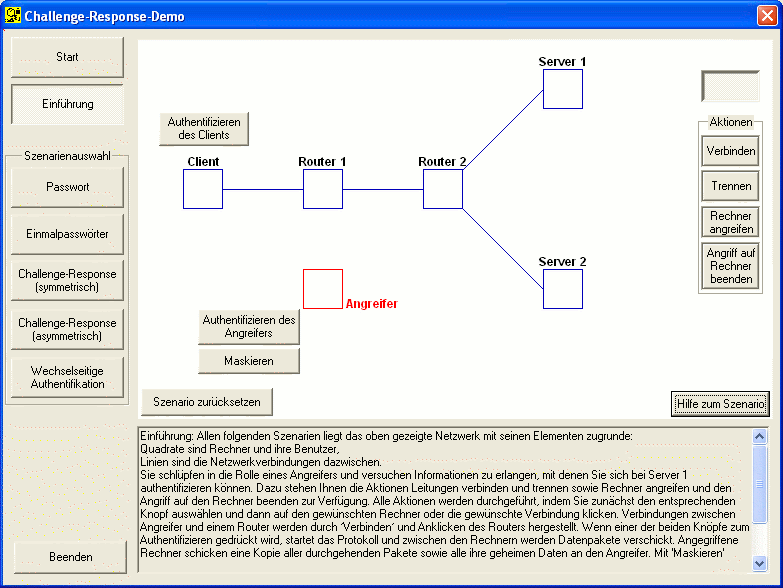 Challenge-Response-Demo
Start
Einführung
Szenarienauswahl
Passwort
Einmalpasswörter
Challenge-Response
(symmetrisch)
Challenge-Response
(asymmetrisch)
Wechselseitige
Authentifikation
Beenden
Server 1
Authentifizieren
des Clients
Client
Router 1
Router 2
Server 2
Angreifer
Authentifizieren des
Angreifers
Maskieren
Szenario zurücksetzen
Aktionen
Verbinden
Trennen
Rechner
angreifen
Angriff auf
Rechner
beenden
Hilfe zum Szenario
Einführung: Allen folgenden Szenarien liegt das oben gezeigte Netzwerk mit seinen Elementen zugrunde:
Quadrate sind Rechner und ihre Benutzer,
Linien sind die Netzwerkverbindungen dazwischen.
Sie schlüpfen in die Rolle eines Angreifers und versuchen Informationen zu erlangen, mit denen Sie sich bei Server 1
authentifizieren können. Dazu stehen Ihnen die Aktionen Leitungen verbinden und trennen sowie Rechner angreifen und den
Angriff auf den Rechner beenden zur Verfügung. Alle Aktionen werden durchgeführt, indem Sie zunächst den entsprechenden
Knopf auswählen und dann auf den gewünschten Rechner oder die gewünschte Verbindung klicken. Verbindungen zwischen
Angreifer und einem Router werden durch 'Verbinden' und Anklicken des Routers hergestellt. Wenn einer der beiden Knöpfe zum
Authentifizieren gedrückt wird, startet das Protokoll und zwischen den Rechnern werden Datenpakete verschickt. Angegriffene
Rechner schicken eine Kopie aller durchgehenden Pakete sowie alle ihre geheimen Daten an den Angreifer. Mit 'Maskieren'